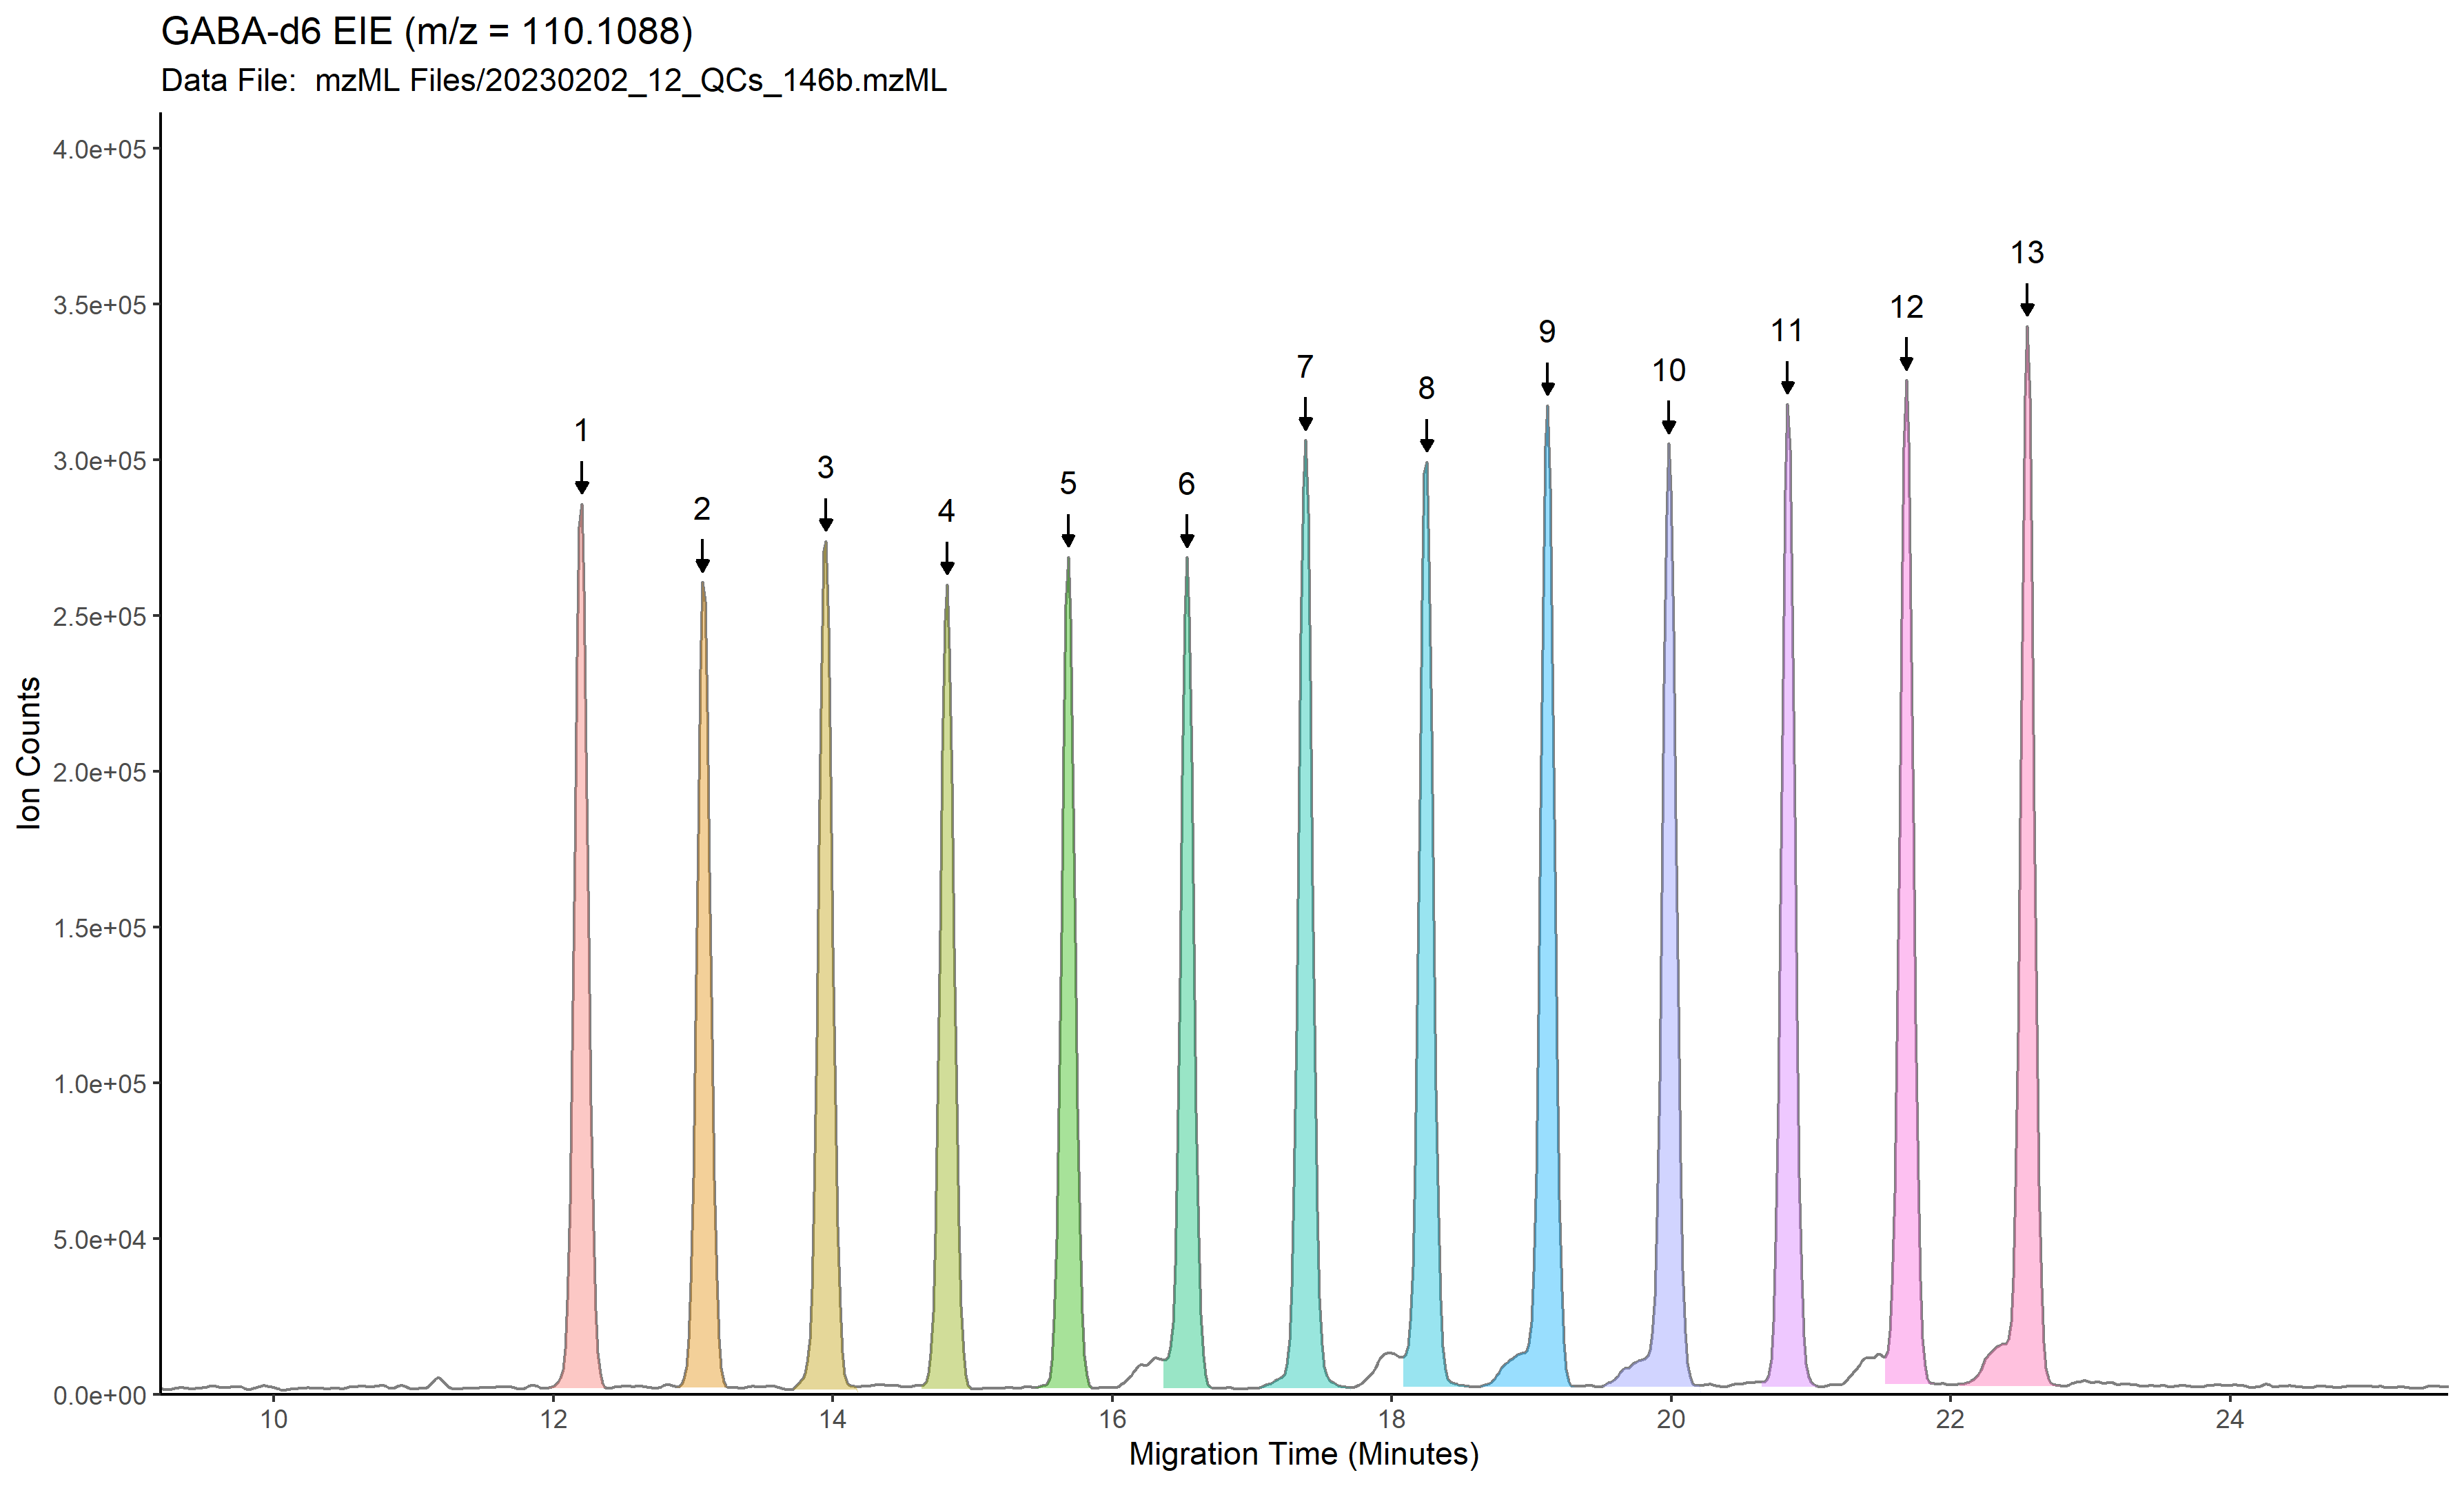 GABA-d6 EIE (m/z = 110.1088)
Data File:  mzML Files/20230202_12_QCs_146b.mzML
4.0e+05
3.5e+05
3.0e+05
2.5e+05
2.0e+05
1.5e+05
1.0e+05
5.0e+04
0.0e+00
Ion Counts
1
2
3
4
5
6
7
8
9
10
11
12
13
10 12 14 16 18 20 22 24
Migration Time (Minutes)